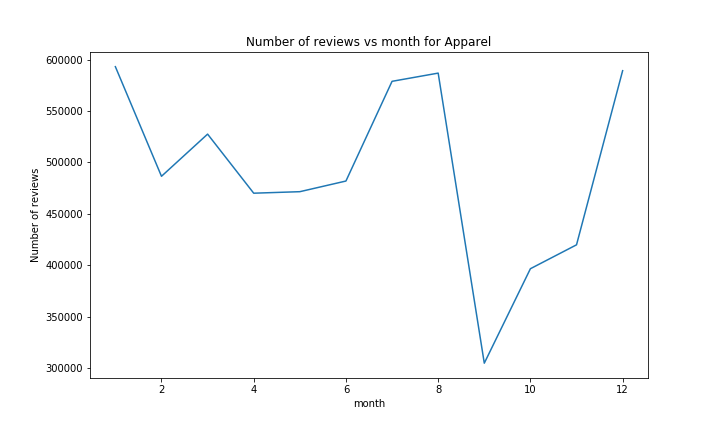 Number of reviews vs month for Apparel
600000
550000
500000
450000
400000
350000
300000
Number of reviews
2 4 6 8 10 12
month